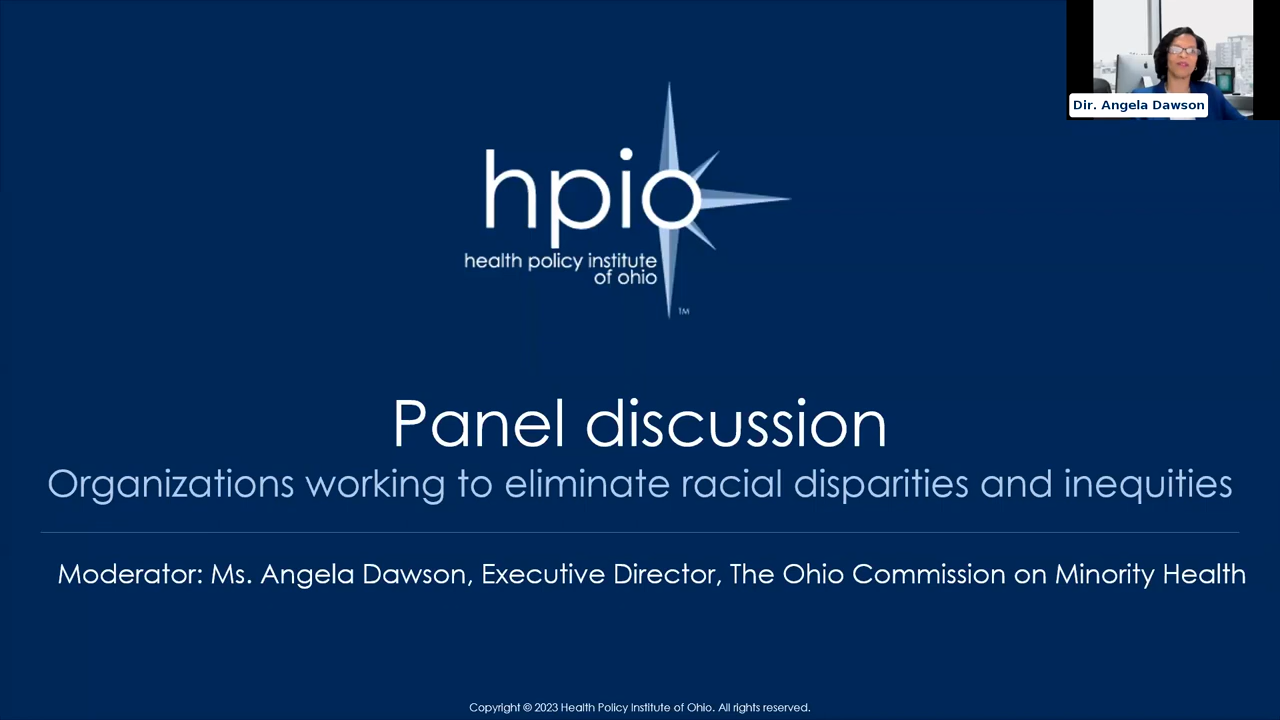 Dir. Angela Dawson
hpio
health policy institute
of ohio
TM
Panel discussion
Organizations working to eliminate racial disparities and inequities
Moderator: Ms. Angela Dawson, Executive Director, The Ohio Commission on Minority Health
Copyright © 2023 Health Policy Institute of Ohio. All rights reserved.